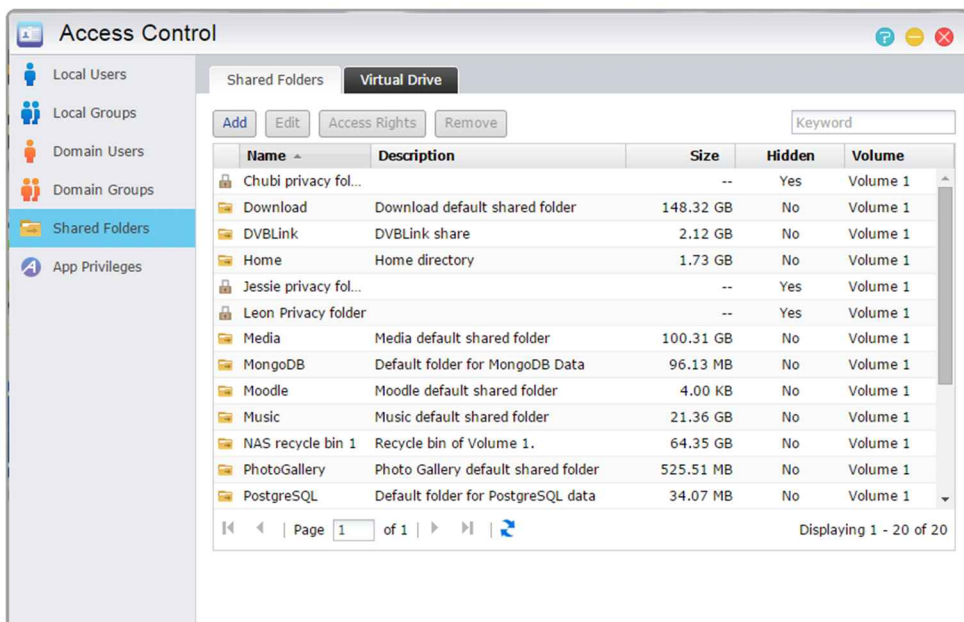 Access Control
Local Users
Local Groups
Domain Users
Domain Groups
Shared Folders
App Privileges
Shared Folders Virtual Drive
Add Edit Access Rights Remove Keyword
Name Description Size Hidden Volume
Chubi privacy fol... -- Yes Volume 1
Download Download default shared folder 148.32 GB No Volume 1
DVBLink DVBLink share 2.12 GB No Volume 1
Home Home directory 1.73 GB No Volume 1
Jessie privacy fol... -- Yes Volume 1
Leon Privacy folder -- Yes Volume 1
Media Media default shared folder 100.31 GB No Volume 1
MongoDB Default folder for MongoDB Data 96.13 MB No Volume 1
Moodle Moodle default shared folder 4.00 KB No Volume 1
Music Music default shared folder 21.36 GB No Volume 1
NAS recycle bin 1 Recycle bin of Volume 1. 64.35 GB No Volume 1
PhotoGallery Photo Gallery default shared folder 525.51 MB No Volume 1
PostgreSQL Default folder for PostgreSQL data 34.07 MB No Volume 1
Page 1 of 1 Displaying 1 - 20 of 20